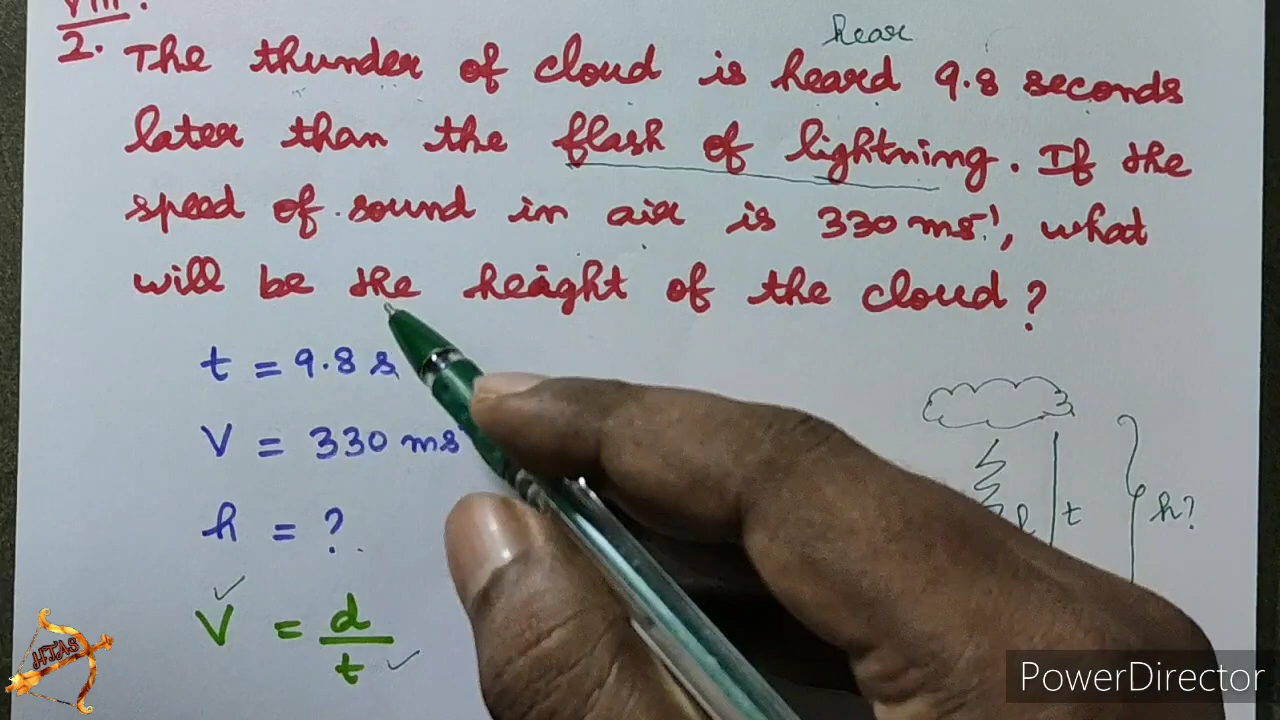 VIII.
hear
2. The thunder of cloud is heard 9.8 seconds
later than the flash of lightning. If the
speed of sound in air is 330 ms⁻¹, what
will be the height of the cloud?
t = 9.8 s
V = 330 ms
h = ?
t h?
V = d/t
HTAS
PowerDirector